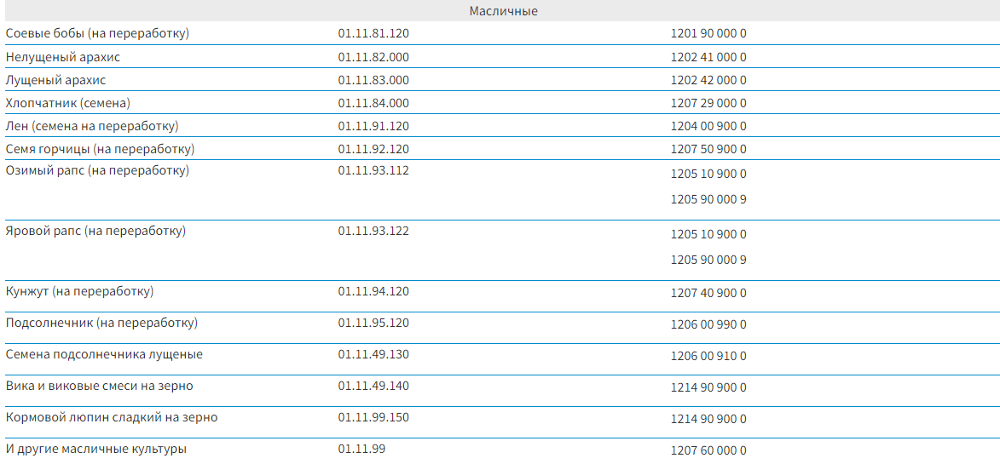 Масличные
Соевые бобы (на переработку) 01.11.81.120 1201 90 000 0
Нелущеный арахис 01.11.82.000 1202 41 000 0
Лущеный арахис 01.11.83.000 1202 42 000 0
Хлопчатник (семена) 01.11.84.000 1207 29 000 0
Лен (семена на переработку) 01.11.91.120 1204 00 900 0
Семя горчицы (на переработку) 01.11.92.120 1207 50 900 0
Озимый рапс (на переработку) 01.11.93.112 1205 10 900 0
1205 90 000 9
Яровой рапс (на переработку) 01.11.93.122 1205 10 900 0
1205 90 000 9
Кунжут (на переработку) 01.11.94.120 1207 40 900 0
Подсолнечник (на переработку) 01.11.95.120 1206 00 990 0
Семена подсолнечника лущеные 01.11.49.130 1206 00 910 0
Вика и виковые смеси на зерно 01.11.49.140 1214 90 900 0
Кормовой люпин сладкий на зерно 01.11.99.150 1214 90 900 0
И другие масличные культуры 01.11.99 1207 60 000 0